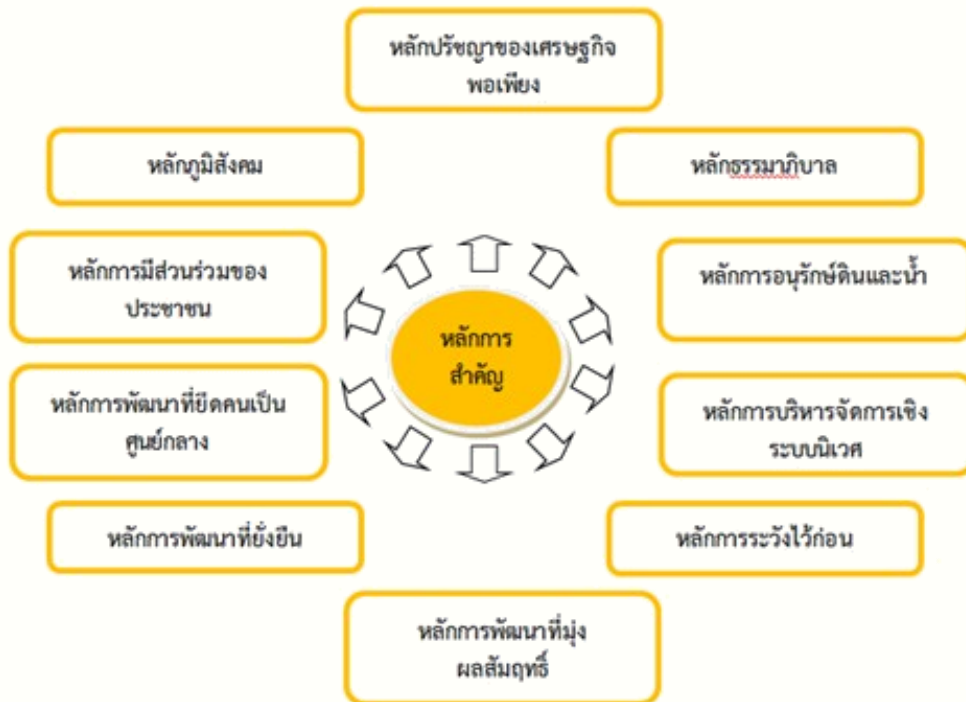 หลักปรัชญาของเศรษฐกิจ
พอเพียง
หลักภูมิสังคม
หลักธรรมาภิบาล
หลักการมีส่วนร่วมของ
ประชาชน
หลักการอนุรักษ์ดินและน้ำ
หลักการ
สำคัญ
หลักการพัฒนาที่ยึดคนเป็น
ศูนย์กลาง
หลักการบริหารจัดการเชิง
ระบบนิเวศ
หลักการพัฒนาที่ยั่งยืน
หลักการระวังไว้ก่อน
หลักการพัฒนาที่มุ่ง
ผลสัมฤทธิ์